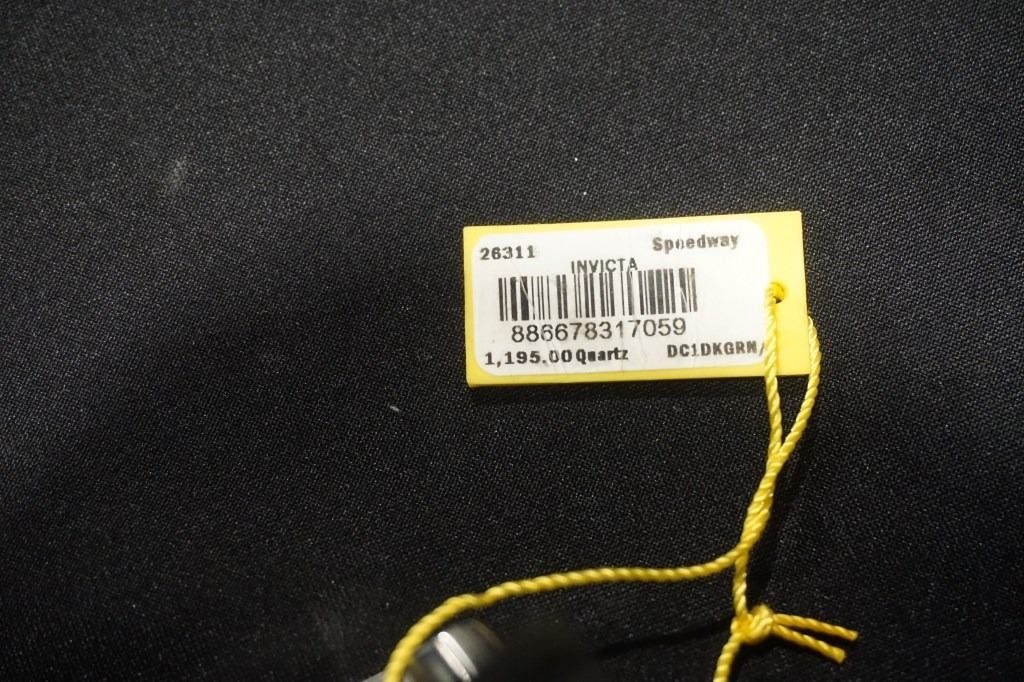 26311 Speedway
INVICTA
886678317059
1,195.00 Quartz DC1DKGRN/